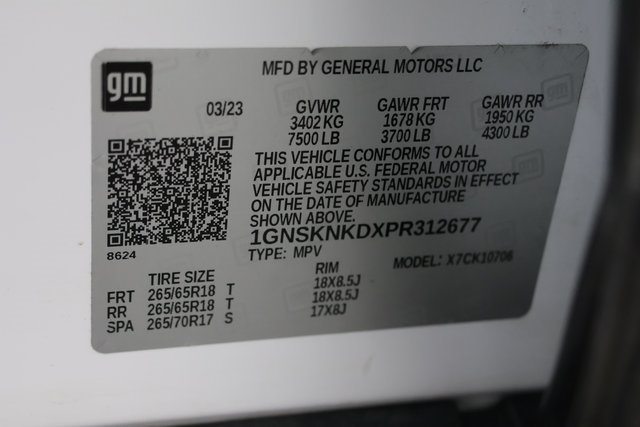 gm
MFD BY GENERAL MOTORS LLC
03/23 GVWR GAWR FRT GAWR RR
3402 KG 1678 KG 1950 KG
7500 LB 3700 LB 4300 LB
THIS VEHICLE CONFORMS TO ALL
APPLICABLE U.S. FEDERAL MOTOR
VEHICLE SAFETY STANDARDS IN EFFECT
ON THE DATE OF MANUFACTURE
SHOWN ABOVE.
8624
1GNSKNKDXPR312677
TYPE: MPV MODEL: X7CK10706
TIRE SIZE RIM
FRT 265/65R18 T 18X8.5J
RR 265/65R18 T 18X8.5J
SPA 265/70R17 S 17X8J